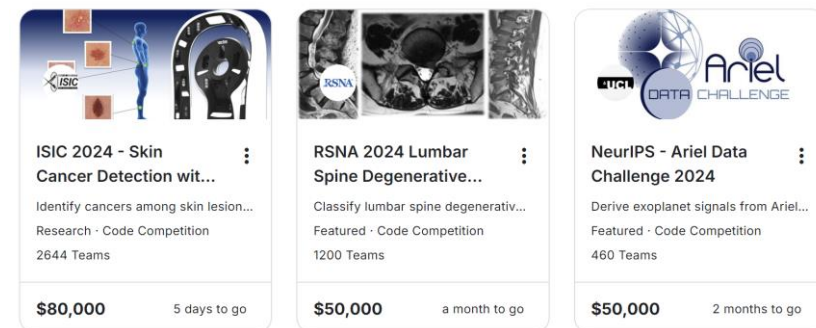 ISIC
ISIC 2024 - Skin
Cancer Detection wit...
Identify cancers among skin lesion...
Research · Code Competition
2644 Teams
$80,000
5 days to go
RSNA
RSNA 2024 Lumbar
Spine Degenerative...
Classify lumbar spine degenerativ...
Featured · Code Competition
1200 Teams
$50,000
a month to go
UCL
Ariel
DATA CHALLENGE
NeurIPS - Ariel Data
Challenge 2024
Derive exoplanet signals from Ariel...
Featured · Code Competition
460 Teams
$50,000
2 months to go